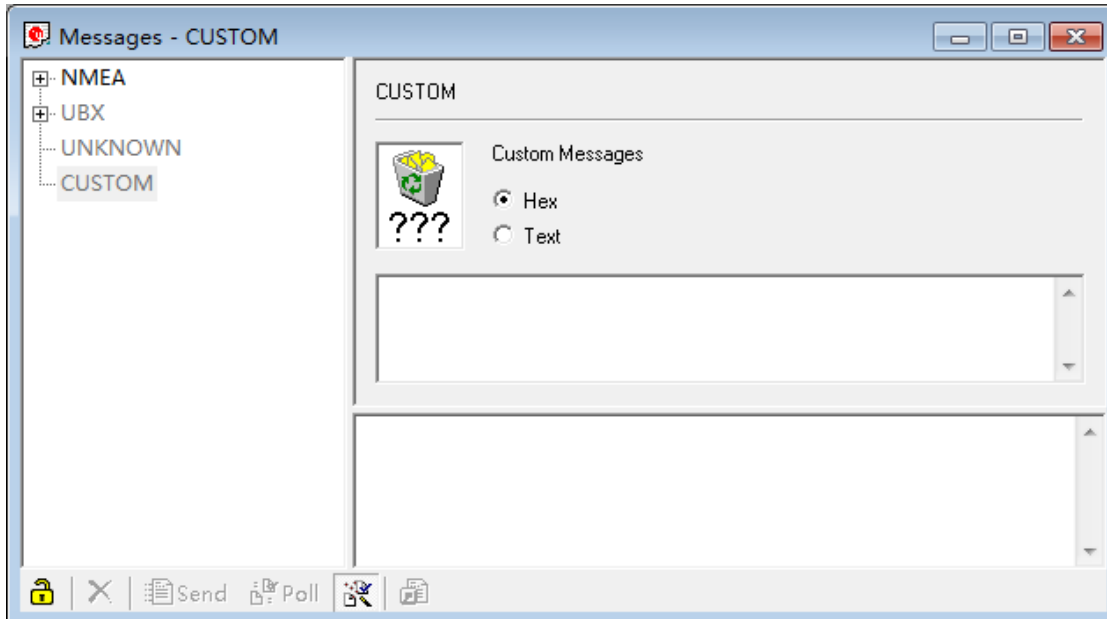 Messages - CUSTOM
NMEA
UBX
UNKNOWN
CUSTOM
CUSTOM
Custom Messages
Hex
Text
???
Send Poll